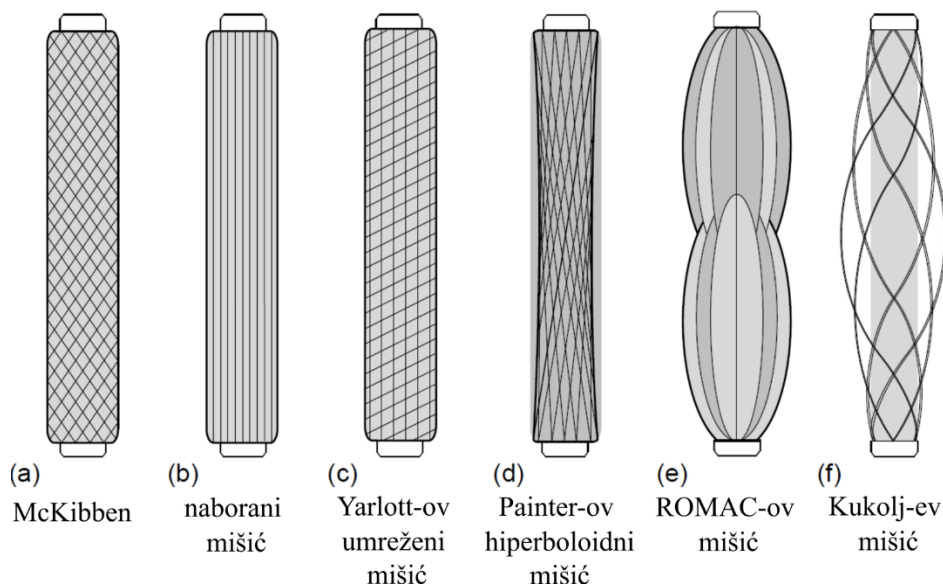 (a)
McKibben
(b)
naborani
mišić
(c)
Yarlott-ov
umreženi
mišić
(d)
Painter-ov
hiperboloidni
mišić
(e)
ROMAC-ov
mišić
(f)
Kukolj-ev
mišić